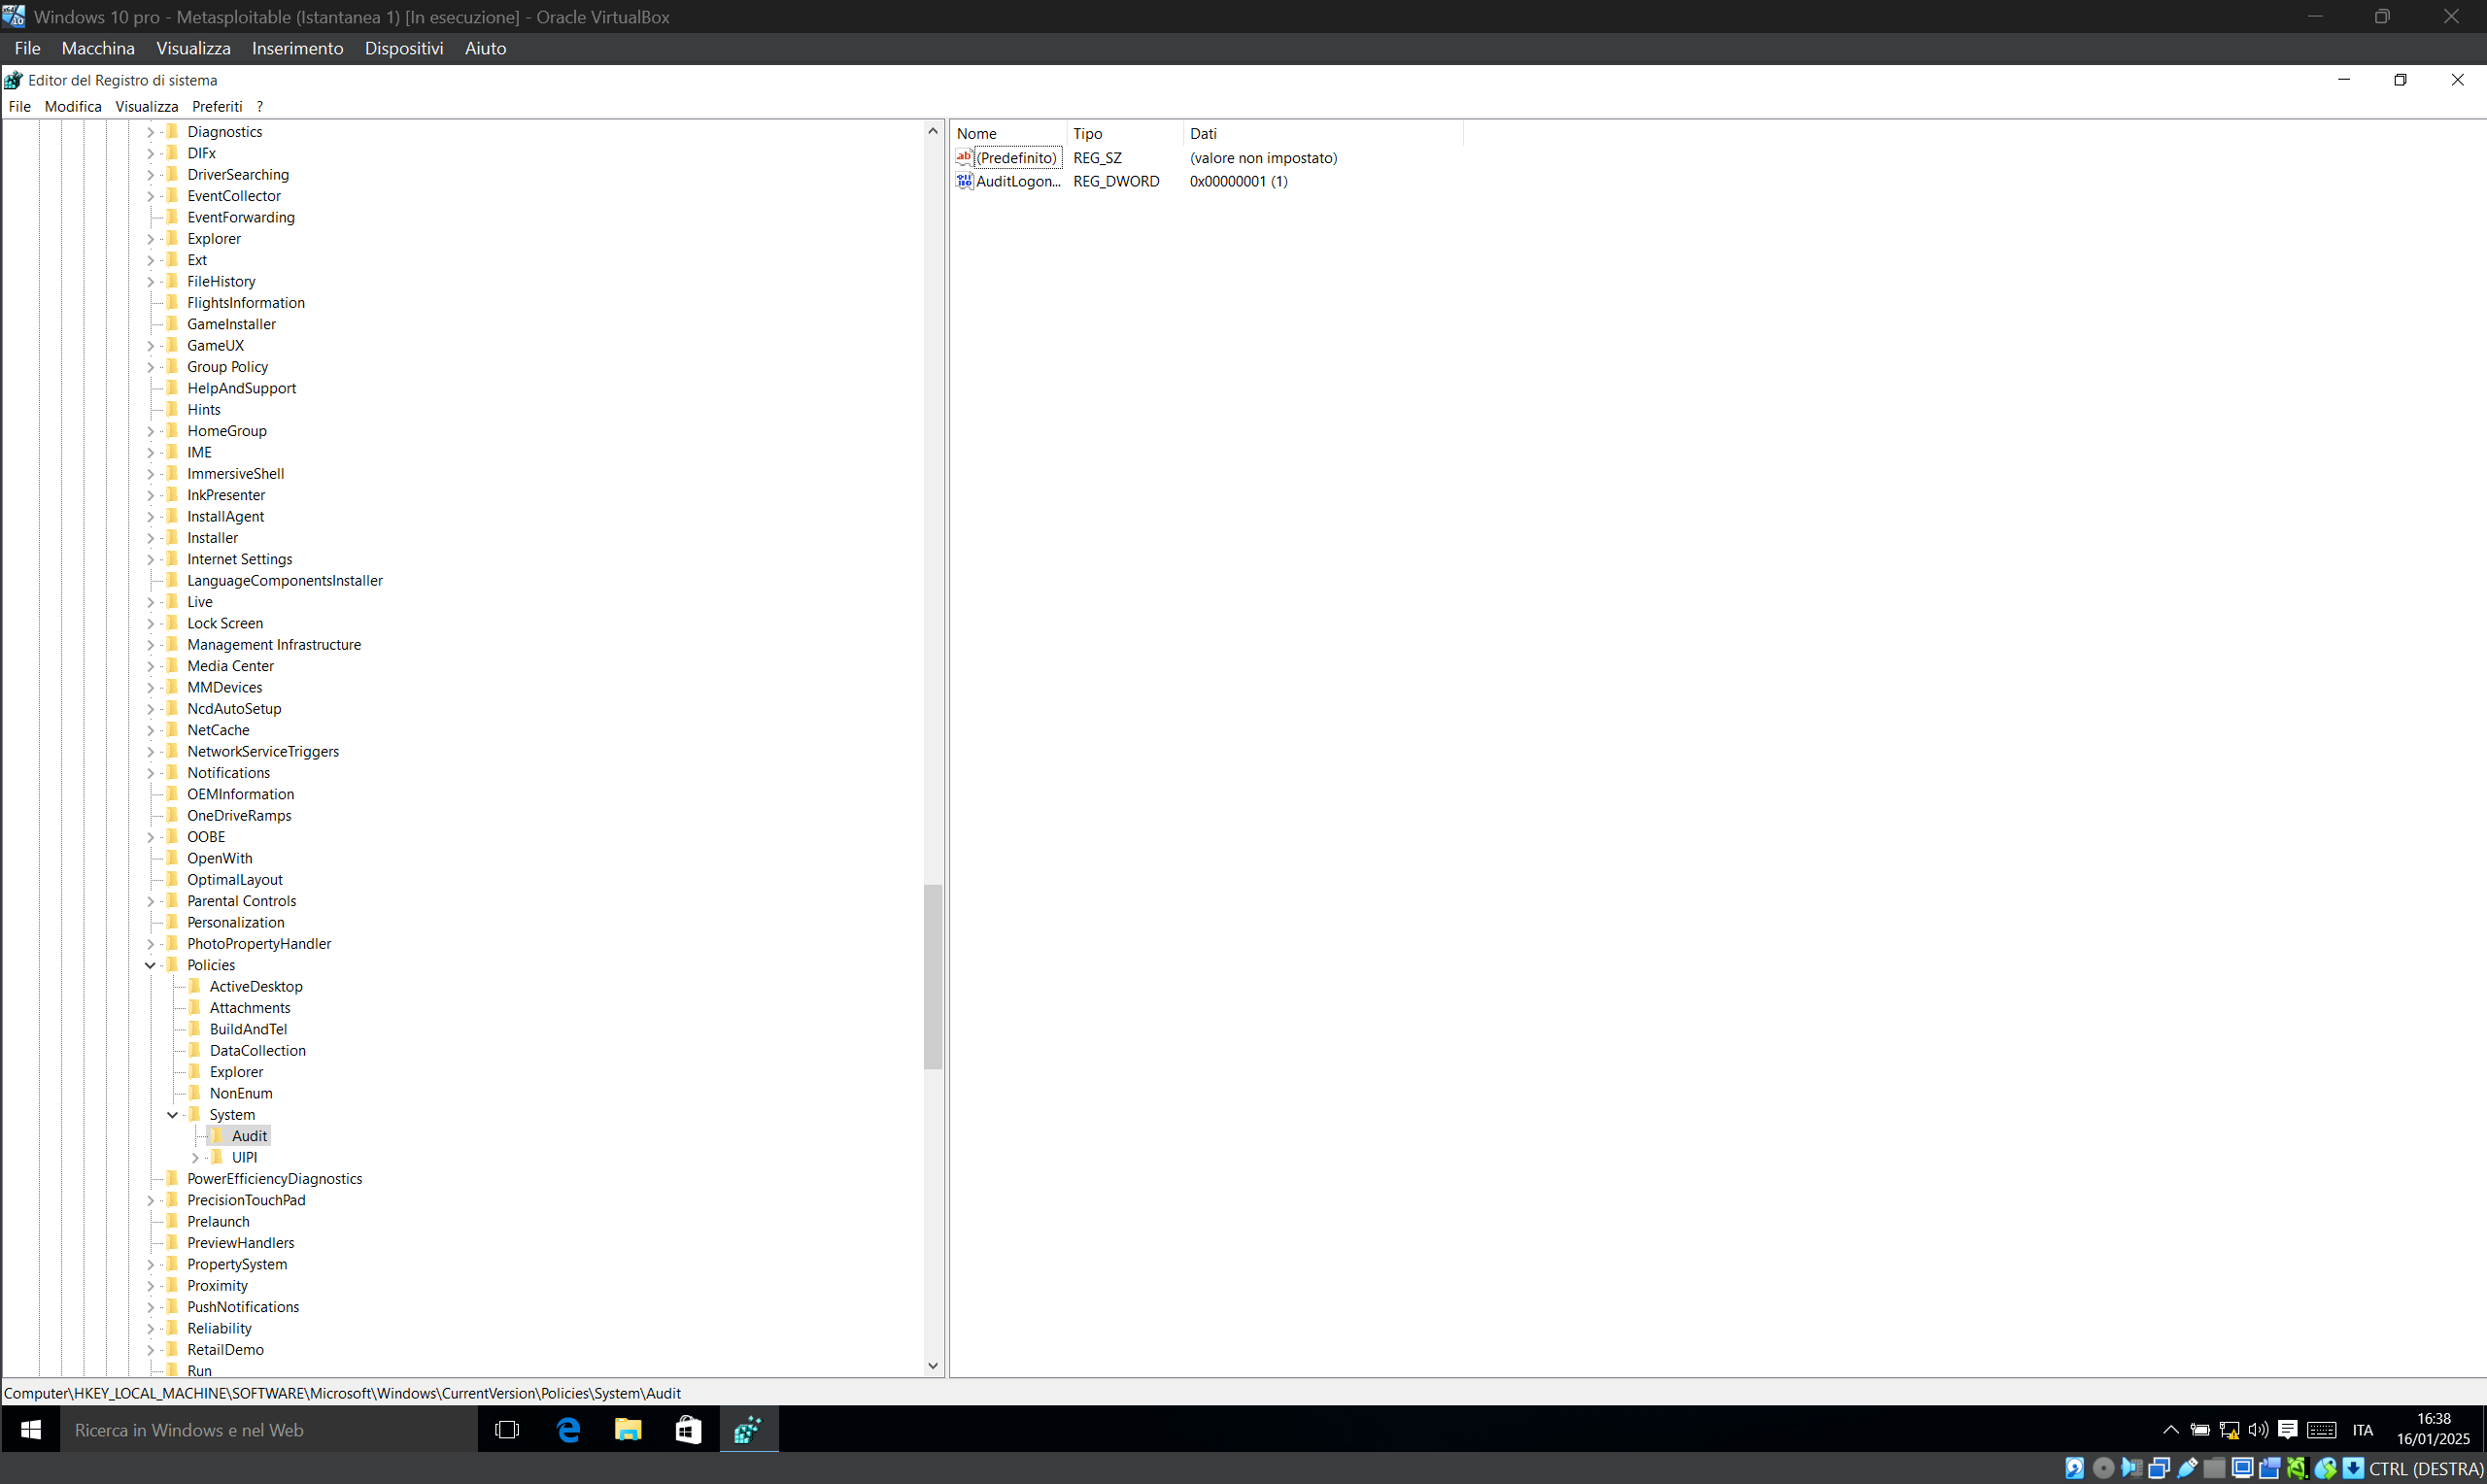 Windows 10 pro - Metasploitable (Istantanea 1) [In esecuzione] - Oracle VirtualBox
File Macchina Visualizza Inserimento Dispositivi Aiuto
Editor del Registro di sistema
File Modifica Visualizza Preferiti ?
Diagnostics
DIFx
DriverSearching
EventCollector
EventForwarding
Explorer
Ext
FileHistory
FlightsInformation
GameInstaller
GameUX
Group Policy
HelpAndSupport
Hints
HomeGroup
IME
ImmersiveShell
InkPresenter
InstallAgent
Installer
Internet Settings
LanguageComponentsInstaller
Live
Lock Screen
Management Infrastructure
Media Center
MMDevices
NcdAutoSetup
NetCache
NetworkServiceTriggers
Notifications
OEMInformation
OneDriveRamps
OOBE
OpenWith
OptimalLayout
Parental Controls
Personalization
PhotoPropertyHandler
Policies
ActiveDesktop
Attachments
BuildAndTel
DataCollection
Explorer
NonEnum
System
Audit
UIPI
PowerEfficiencyDiagnostics
PrecisionTouchPad
Prelaunch
PreviewHandlers
PropertySystem
Proximity
PushNotifications
Reliability
RetailDemo
Run
Nome Tipo Dati
(Predefinito) REG_SZ (valore non impostato)
AuditLogon... REG_DWORD 0x00000001 (1)
Computer\HKEY_LOCAL_MACHINE\SOFTWARE\Microsoft\Windows\CurrentVersion\Policies\System\Audit
Ricerca in Windows e nel Web
ITA
16:38
16/01/2025
CTRL (DESTRA)